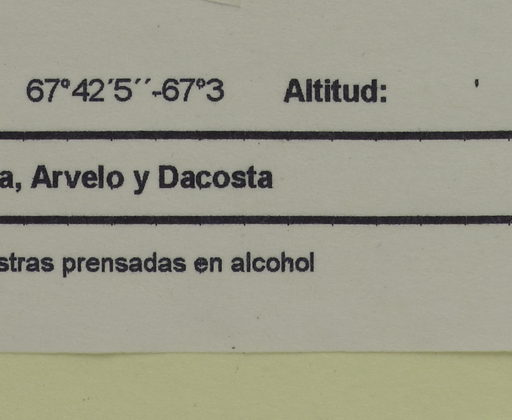 67°42′5′′-67°3 Altitud: '
a, Arvelo y Dacosta
stras prensadas en alcohol